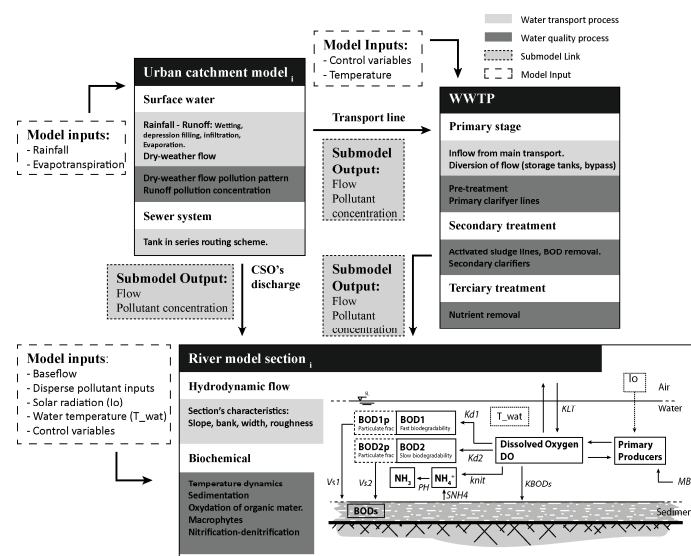 Water transport process
Water quality process
Submodel Link
Model Input
Model Inputs:
- Control variables
- Temperature
Urban catchment model i
Surface water
Rainfall - Runoff: Wetting,
depression filling, infiltration,
Evaporation.
Dry-weather flow
Dry-weather flow pollution pattern
Runoff pollution concentration
Sewer system
Tank in series routing scheme.
Model inputs:
- Rainfall
- Evapotranspiration
Transport line
Submodel
Output:
Flow
Pollutant
concentration
WWTP
Primary stage
Inflow from main transport.
Diversion of flow (storage tanks, bypass)
Pre-treatment
Primary clarifyer lines
Secondary treatment
Activated sludge lines, BOD removal.
Secondary clarifiers
Terciary treatment
Nutrient removal
Submodel Output:
Flow
Pollutant concentration
CSO's
discharge
Submodel
Output:
Flow
Pollutant
concentration
Model inputs:
- Baseflow
- Disperse pollutant inputs
- Solar radiation (Io)
- Water temperature (T_wat)
- Control variables
River model section i
Hydrodynamic flow
Section's characteristics:
Slope, bank, width, roughness
Biochemical
Temperature dynamics
Sedimentation
Oxydation of organic mater.
Macrophytes
Nitrification-denitrification
Io
Air
Water
KLT
T_wat
Kd1
BOD1p
Particulate frac
BOD1
Fast biodegradability
BOD2p
Particulate frac
BOD2
Slow biodegradability
Kd2
Dissolved Oxygen
DO
Primary
Producers
NH3
PH
NH4+
knit
SNH4
KBODs
MB
Vs1
Vs2
BODs
Sedimen